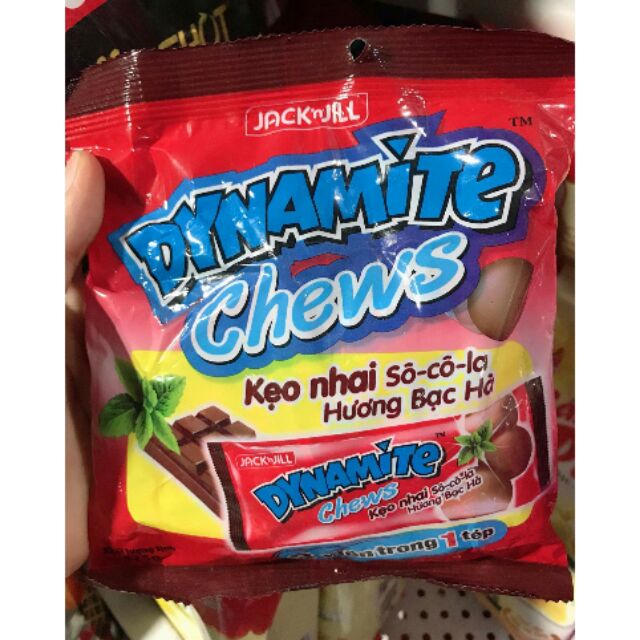 JACK'n JILL
DYNAMITE
™
Chews
Kẹo nhai Sô-cô-la
Hương Bạc Hà
JACK'n JILL
DYNAMITE
™
Chews
Kẹo nhai Sô-cô-la
Hương Bạc Hà
trong 1 tép